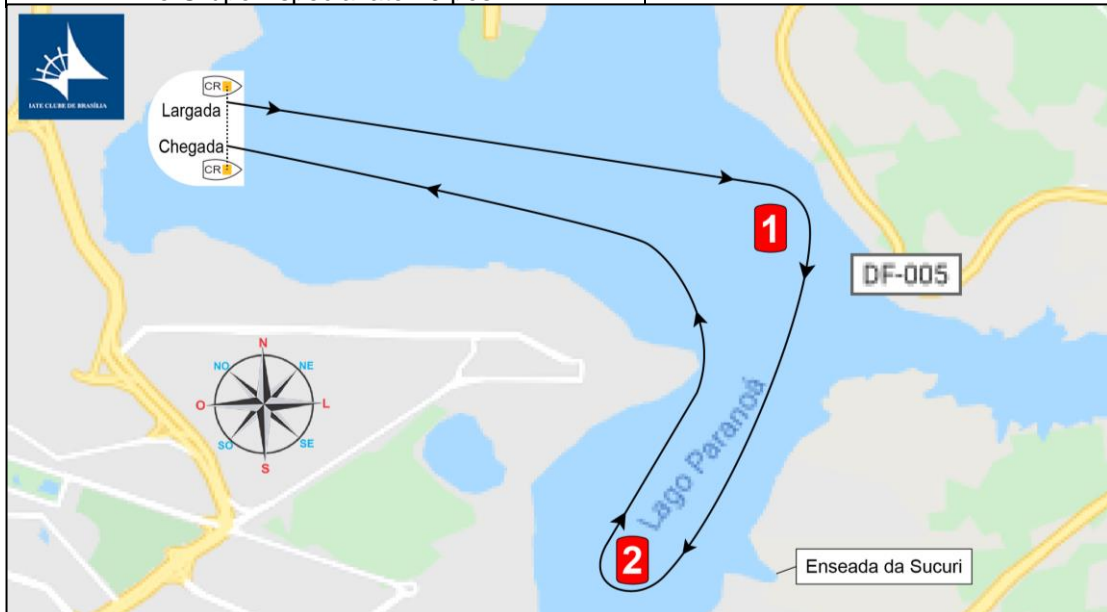 IATE CLUBE DE BRASÍLIA
CR
Largada
Chegada
CR
1
DF-005
N
NO
NE
O
L
SO
SE
S
Lago Paranoá
2
Enseada da Sucuri